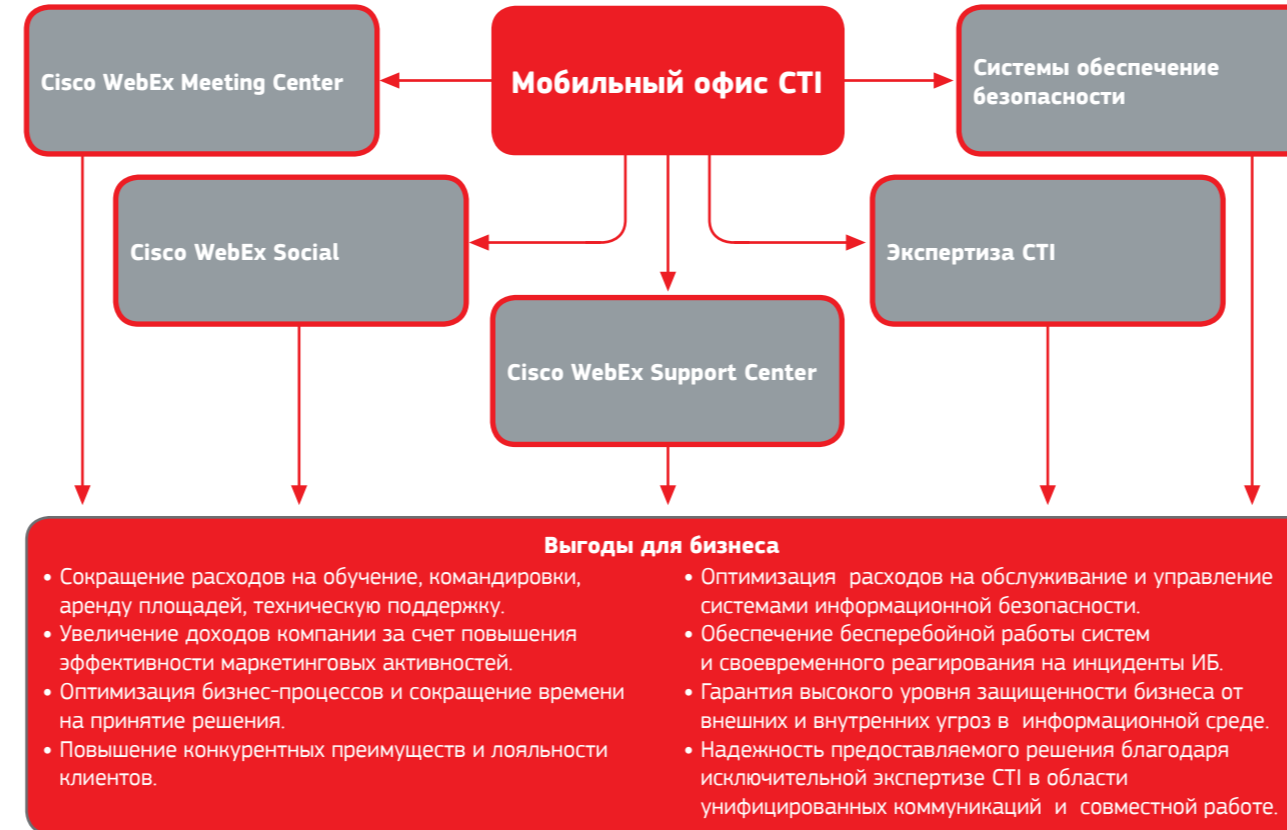 Cisco WebEx Meeting Center
Мобильный офис CTI
Системы обеспечение
безопасности
Cisco WebEx Social
Экспертиза CTI
Cisco WebEx Support Center
Выгоды для бизнеса
• Сокращение расходов на обучение, командировки,
аренду площадей, техническую поддержку.
• Увеличение доходов компании за счет повышения
эффективности маркетинговых активностей.
• Оптимизация бизнес-процессов и сокращение времени
на принятие решения.
• Повышение конкурентных преимуществ и лояльности
клиентов.
• Оптимизация расходов на обслуживание и управление
системами информационной безопасности.
• Обеспечение бесперебойной работы систем
и своевременного реагирования на инциденты ИБ.
• Гарантия высокого уровня защищенности бизнеса от
внешних и внутренних угроз в информационной среде.
• Надежность предоставляемого решения благодаря
исключительной экспертизе CTI в области
унифицированных коммуникаций и совместной работе.